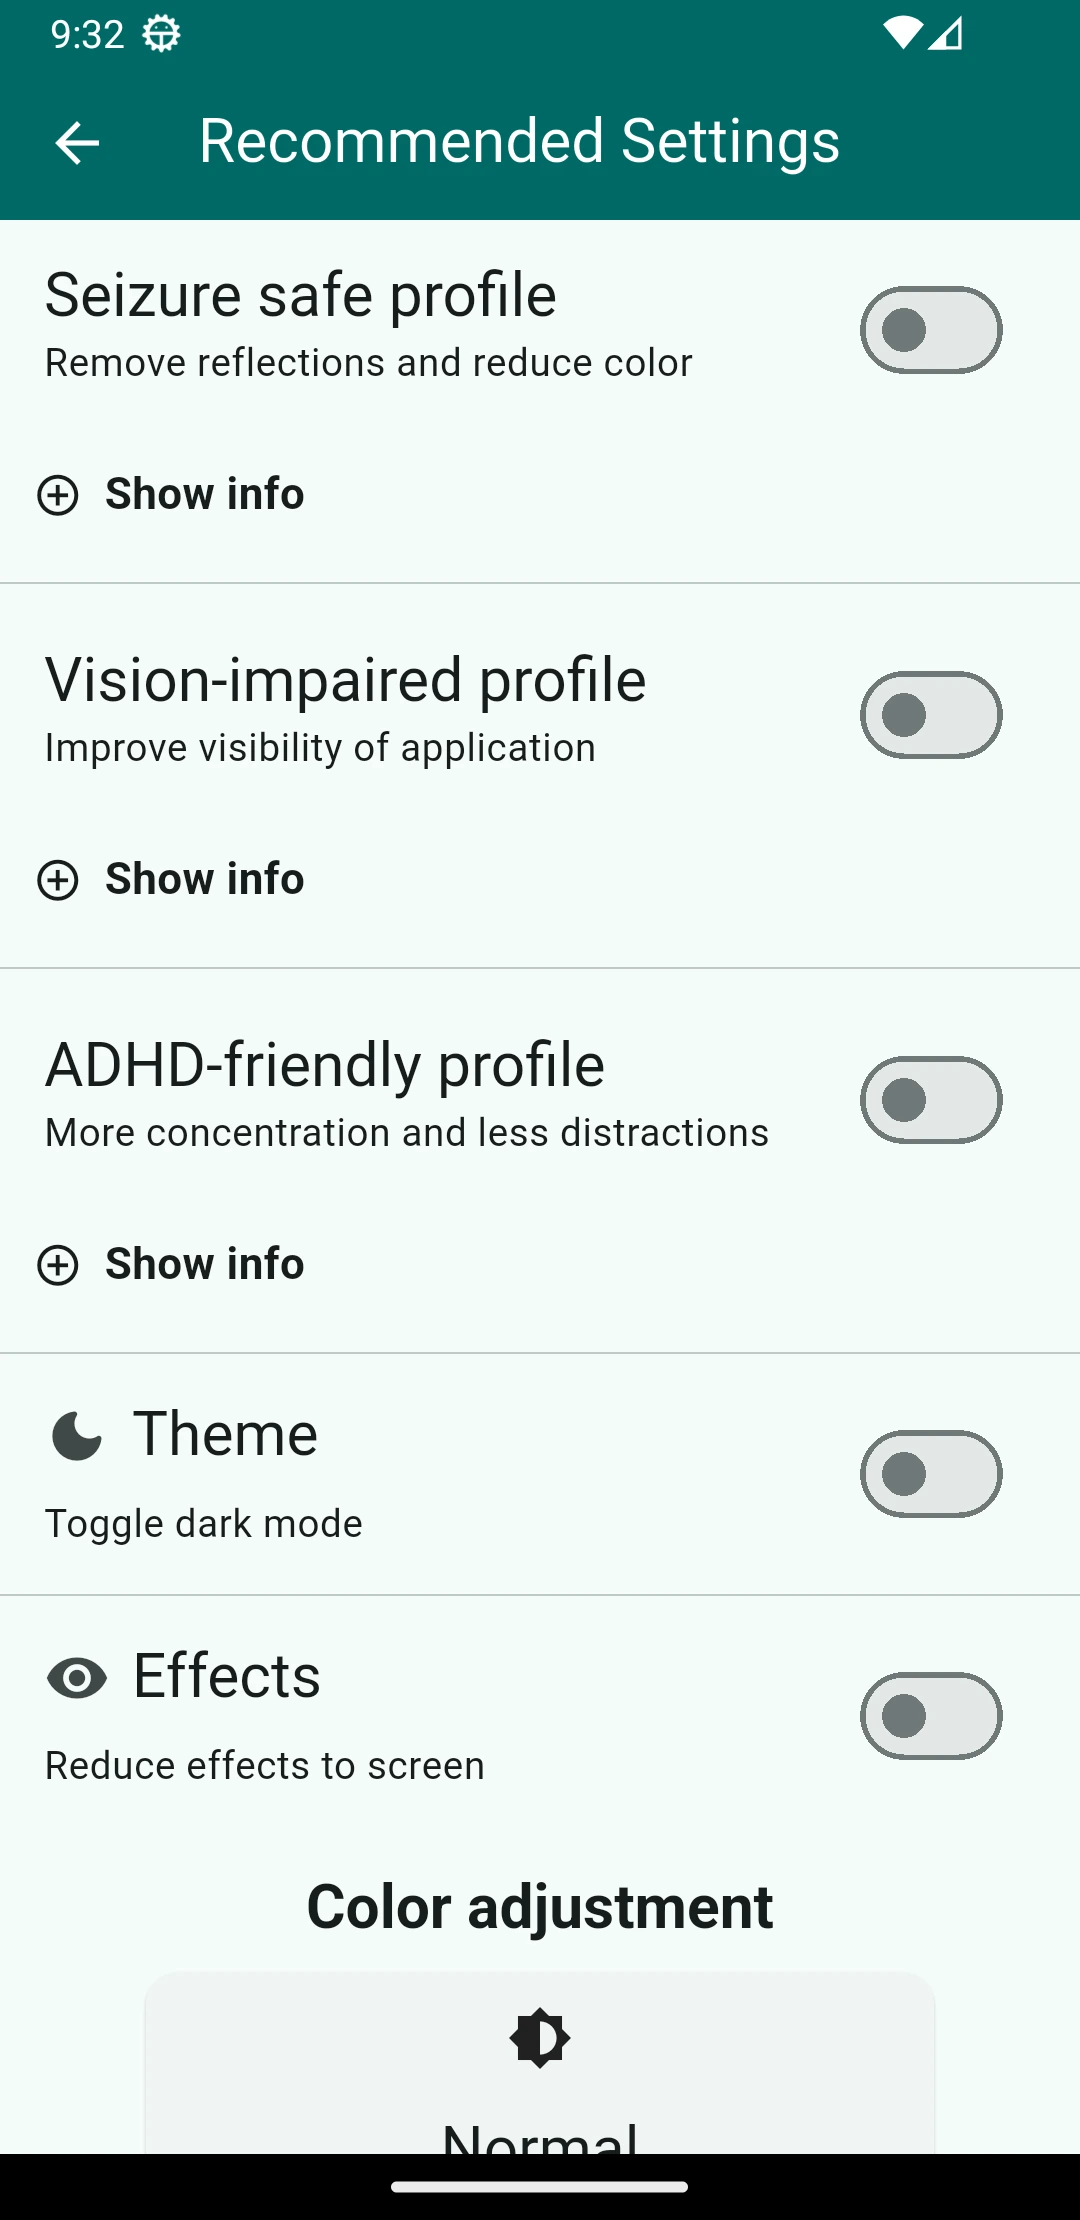 9:32
Recommended Settings
Seizure safe profile
Remove reflections and reduce color
Show info
Vision-impaired profile
Improve visibility of application
Show info
ADHD-friendly profile
More concentration and less distractions
Show info
Theme
Toggle dark mode
Effects
Reduce effects to screen
Color adjustment
Normal